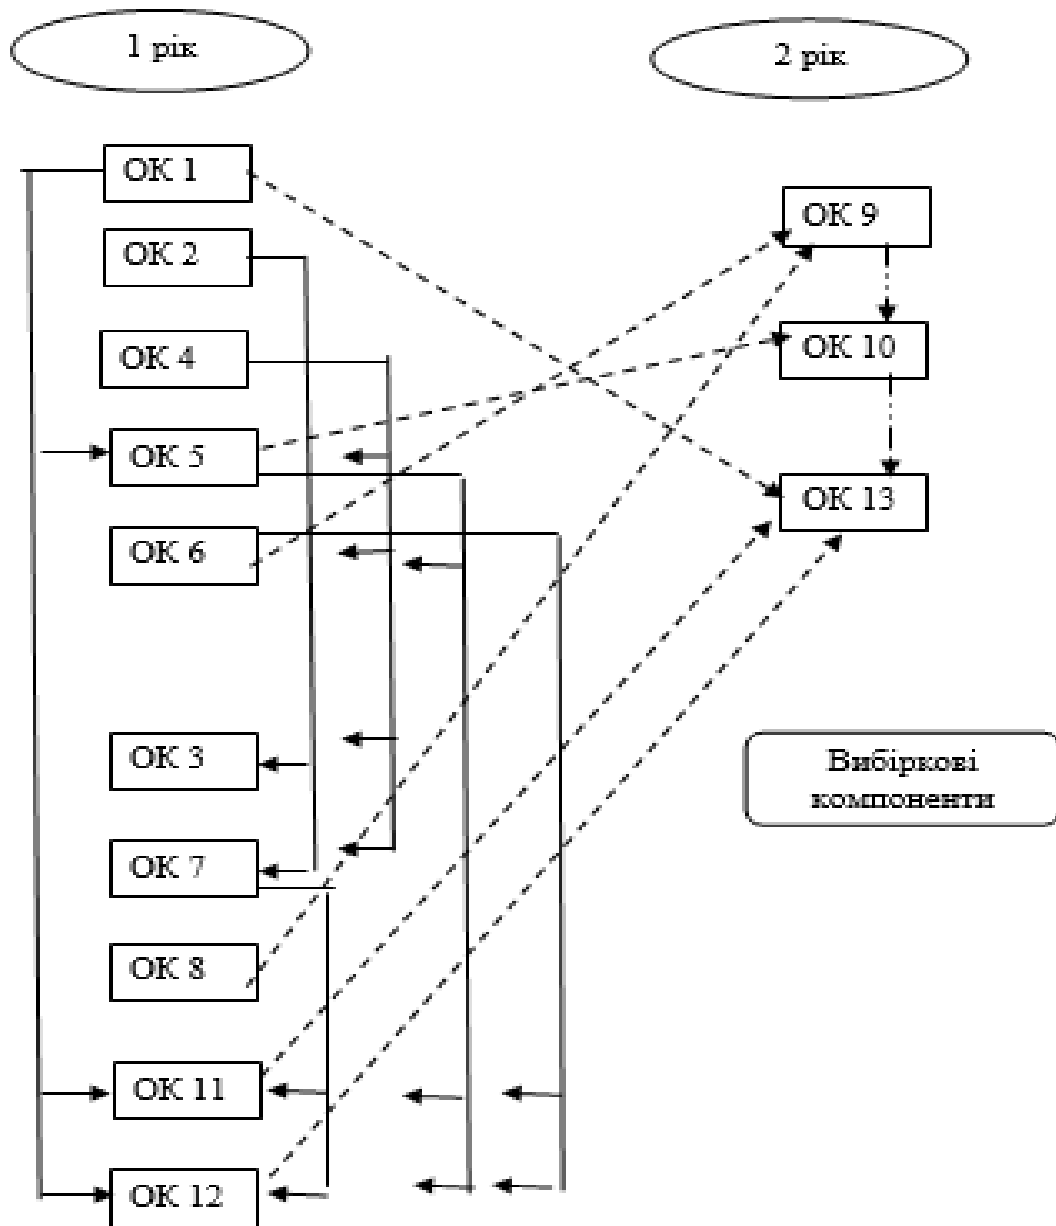 1 рік
2 рік
ОК 1
ОК 2
ОК 4
ОК 5
ОК 6
ОК 3
ОК 7
ОК 8
ОК 11
ОК 12
ОК 9
ОК 10
ОК 13
Вибіркові
компоненти